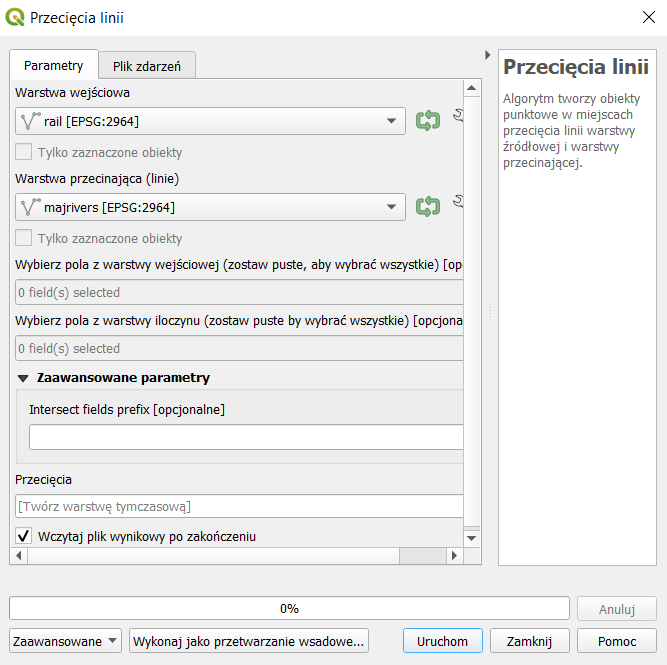 Przecięcia linii
Parametry
Plik zdarzeń
Warstwa wejściowa
rail [EPSG:2964]
Tylko zaznaczone obiekty
Warstwa przecinająca (linie)
majrivers [EPSG:2964]
Tylko zaznaczone obiekty
Wybierz pola z warstwy wejściowej (zostaw puste, aby wybrać wszystkie) [op
0 field(s) selected
Wybierz pola z warstwy iloczynu (zostaw puste by wybrać wszystkie) [opcjona
0 field(s) selected
Zaawansowane parametry
Intersect fields prefix [opcjonalne]
Przecięcia
[Twórz warstwę tymczasową]
Wczytaj plik wynikowy po zakończeniu
Przecięcia linii
Algorytm tworzy obiekty
punktowe w miejscach
przecięcia linii warstwy
źródłowej i warstwy
przecinającej.
0%
Anuluj
Zaawansowane
Wykonaj jako przetwarzanie wsadowe...
Uruchom
Zamknij
Pomoc